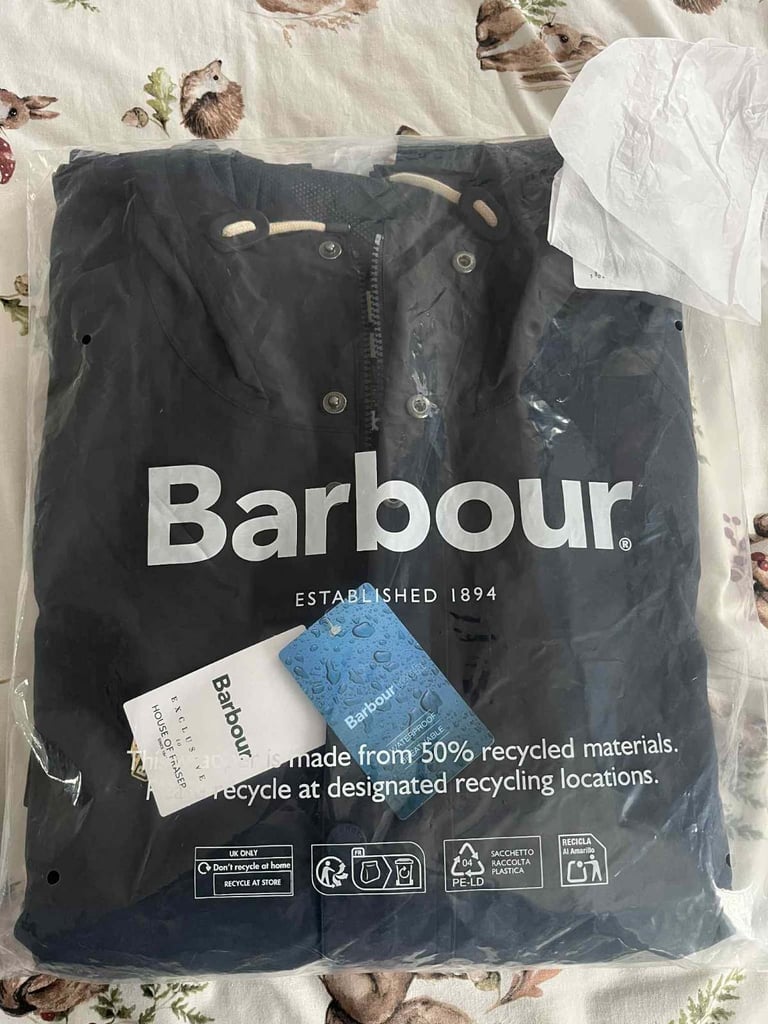 Barbour®
ESTABLISHED 1894
Barbour
EXCLUSIVE
to
HOUSE OF FRASER
Barbour
WATERPROOF
is made from 50% recycled materials.
recycle at designated recycling locations.
UK ONLY
Don't recycle at home
RECYCLE AT STORE
FR
04
PE-LD
SACCHETTO
RACCOLTA
PLASTICA
RECICLA
Al Amarillo